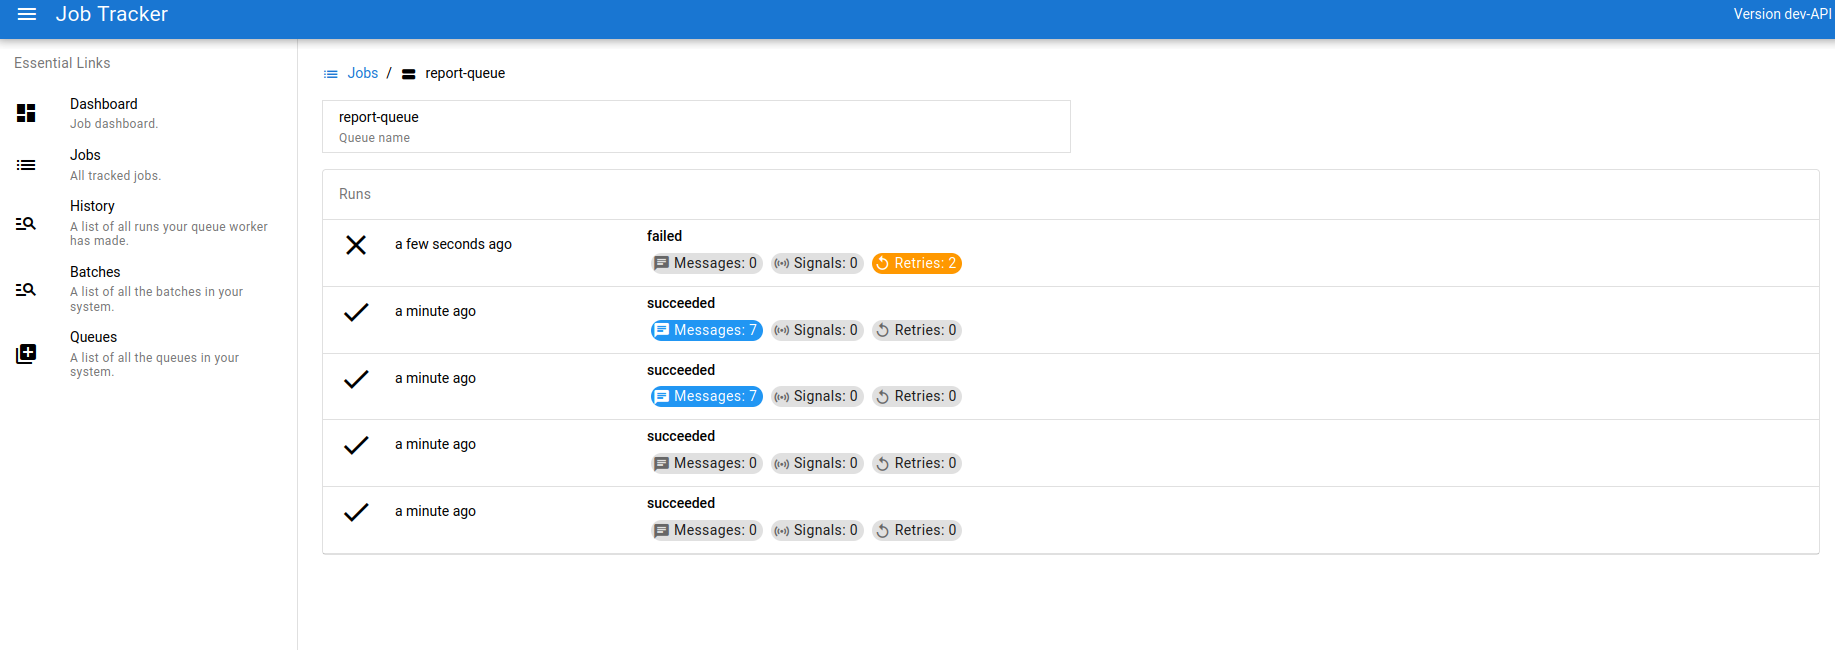 Job Tracker
Version dev-API
Essential Links
Dashboard
Job dashboard.
Jobs
All tracked jobs.
History
A list of all runs your queue worker
has made.
Batches
A list of all the batches in your
system.
Queues
A list of all the queues in your
system.
Jobs / report-queue
report-queue
Queue name
Runs
a few seconds ago
failed
Messages: 0 Signals: 0 Retries: 2
a minute ago
succeeded
Messages: 7 Signals: 0 Retries: 0
a minute ago
succeeded
Messages: 7 Signals: 0 Retries: 0
a minute ago
succeeded
Messages: 0 Signals: 0 Retries: 0
a minute ago
succeeded
Messages: 0 Signals: 0 Retries: 0